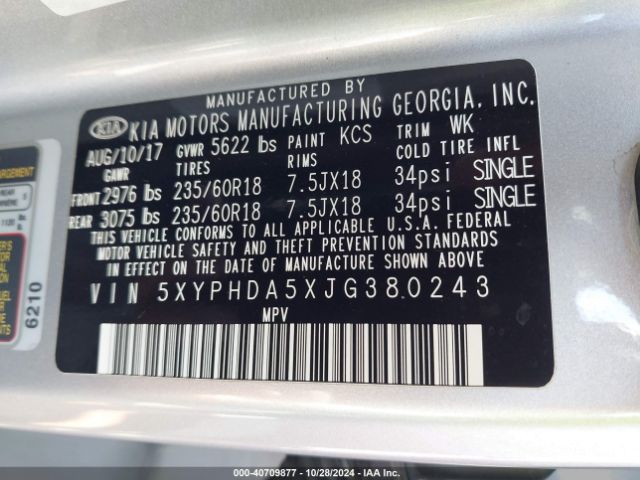 MANUFACTURED BY
KIA KIA MOTORS MANUFACTURING GEORGIA, INC.
AUG/10/17 GVWR 5622 lbs PAINT KCS TRIM WK
GAWR TIRES RIMS COLD TIRE INFL
FRONT 2976 lbs 235/60R18 7.5JX18 34psi SINGLE
REAR 3075 lbs 235/60R18 7.5JX18 34psi SINGLE
THIS VEHICLE CONFORMS TO ALL APPLICABLE U.S.A. FEDERAL
MOTOR VEHICLE SAFETY AND THEFT PREVENTION STANDARDS
IN EFFECT ON THE DATE OF MANUFACTURE SHOWN ABOVE
VIN 5XYPHDA5XJG380243
MPV
6210
REAR
000-40709877 - 10/28/2024 - IAA Inc.